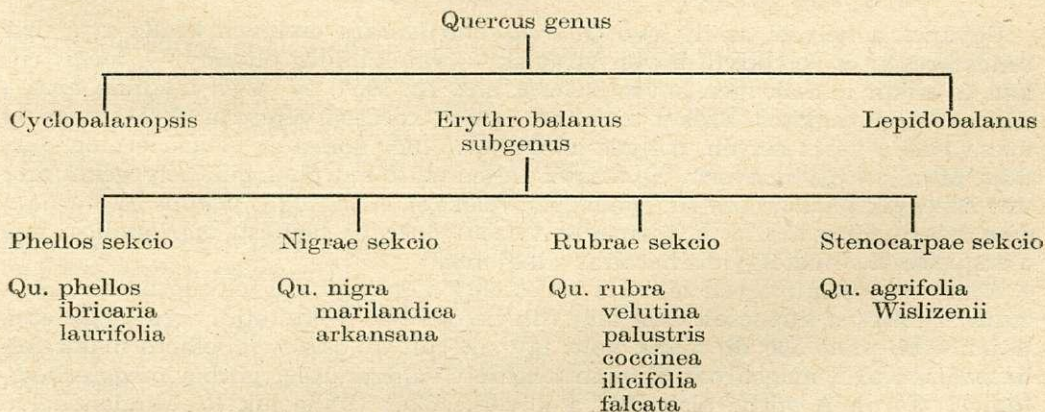 Quercus genus
Cyclobalanopsis
Erythrobalanus
subgenus
Lepidobalanus
Phellos sekcio
Qu. phellos
ibricaria
laurifolia
Nigrae sekcio
Qu. nigra
marilandica
arkansana
Rubrae sekcio
Qu. rubra
velutina
palustris
coccinea
ilicifolia
falcata
Stenocarpae sekcio
Qu. agrifolia
Wislizenii